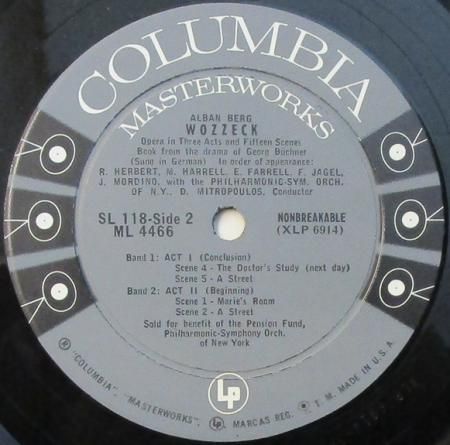 COLUMBIA
MASTERWORKS
ALBAN BERG
WOZZECK
Opera in Three Acts and Fifteen Scenes
Book from the drama of Georg Büchner
(Sung in German) In order of appearance:
R. HERBERT, M. HARRELL, E. FARRELL, F. JAGEL,
J. MORDINO, with the PHILHARMONIC-SYM. ORCH.
OF N.Y., D. MITROPOULOS, Conductor
SL 118-Side 2 NONBREAKABLE
ML 4466 (XLP 6914)
Band 1: ACT I (Conclusion)
Scene 4 - The Doctor's Study (next day)
Scene 5 - A Street
Band 2: ACT II (Beginning)
Scene 1 - Marie's Room
Scene 2 - A Street
Sold for benefit of the Pension Fund,
Philharmonic-Symphony Orch.
of New York
LP
® "COLUMBIA", "MASTERWORKS", LP MARCAS REG. T. M. MADE IN U.S.A.